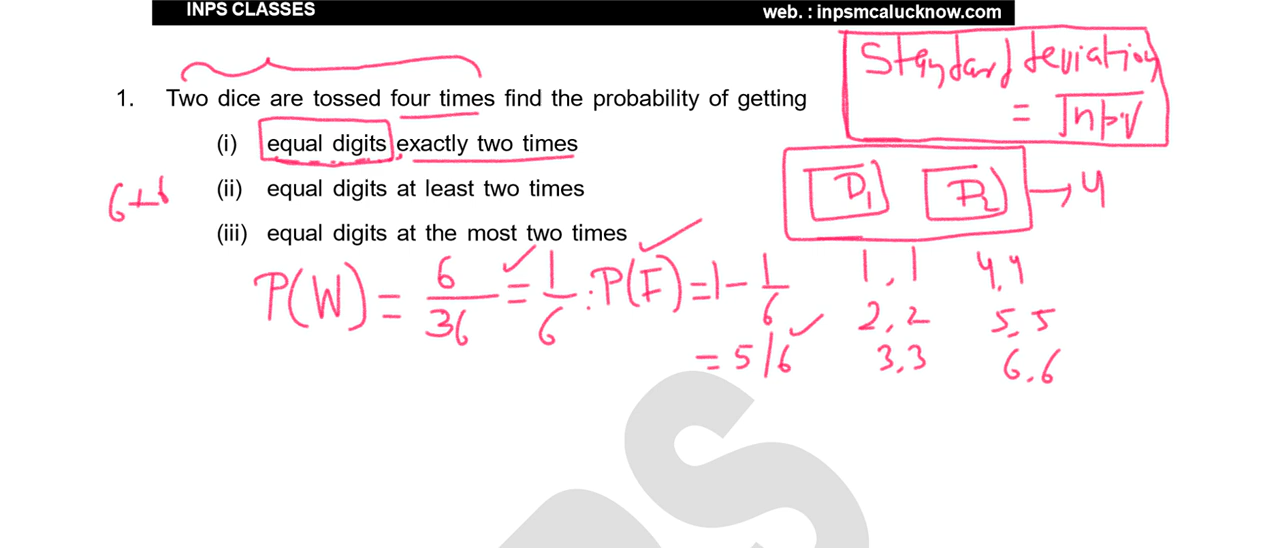 INPS CLASSES
web. : inpsmcalucknow.com
Standard deviation
= √npq
1. Two dice are tossed four times find the probability of getting
(i) equal digits exactly two times
(ii) equal digits at least two times
(iii) equal digits at the most two times
6+6
D₁ D₂ → 4
P(W) = 6/36 = 1/6 : P(F) = 1 - 1/6
= 5/6
1, 1 4, 4
2, 2 5, 5
3, 3 6, 6
PS